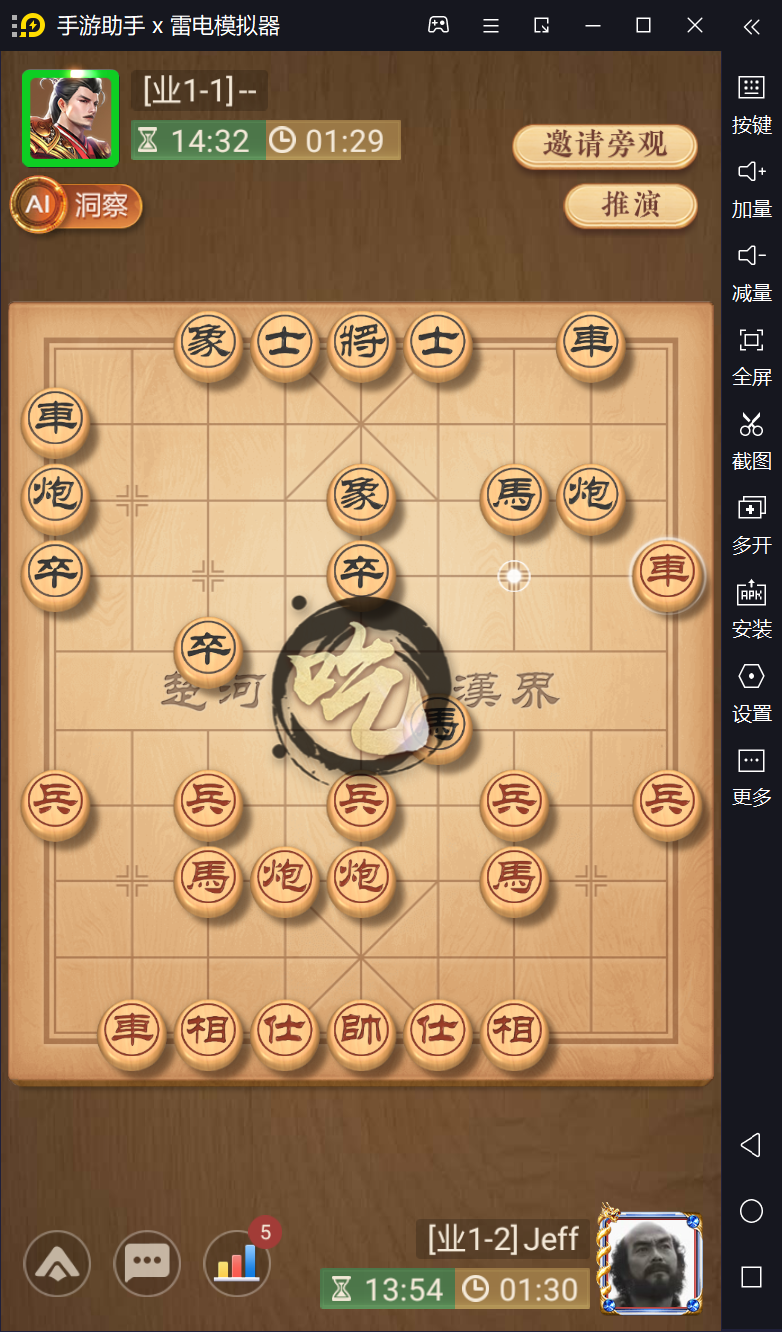 手游助手 x 雷电模拟器
[业1-1]--
14:32 01:29
邀请旁观
AI 洞察
推演
按键
加量
减量
全屏
截图
多开
APK
安装
设置
更多
象 士 將 士 車
車
炮 象 馬 炮
卒 卒 車
卒
楚河 漢界
吃
馬
兵 兵 兵 兵 兵
馬 炮 炮 馬
車 相 仕 帥 仕 相
5
[业1-2] Jeff
13:54 01:30